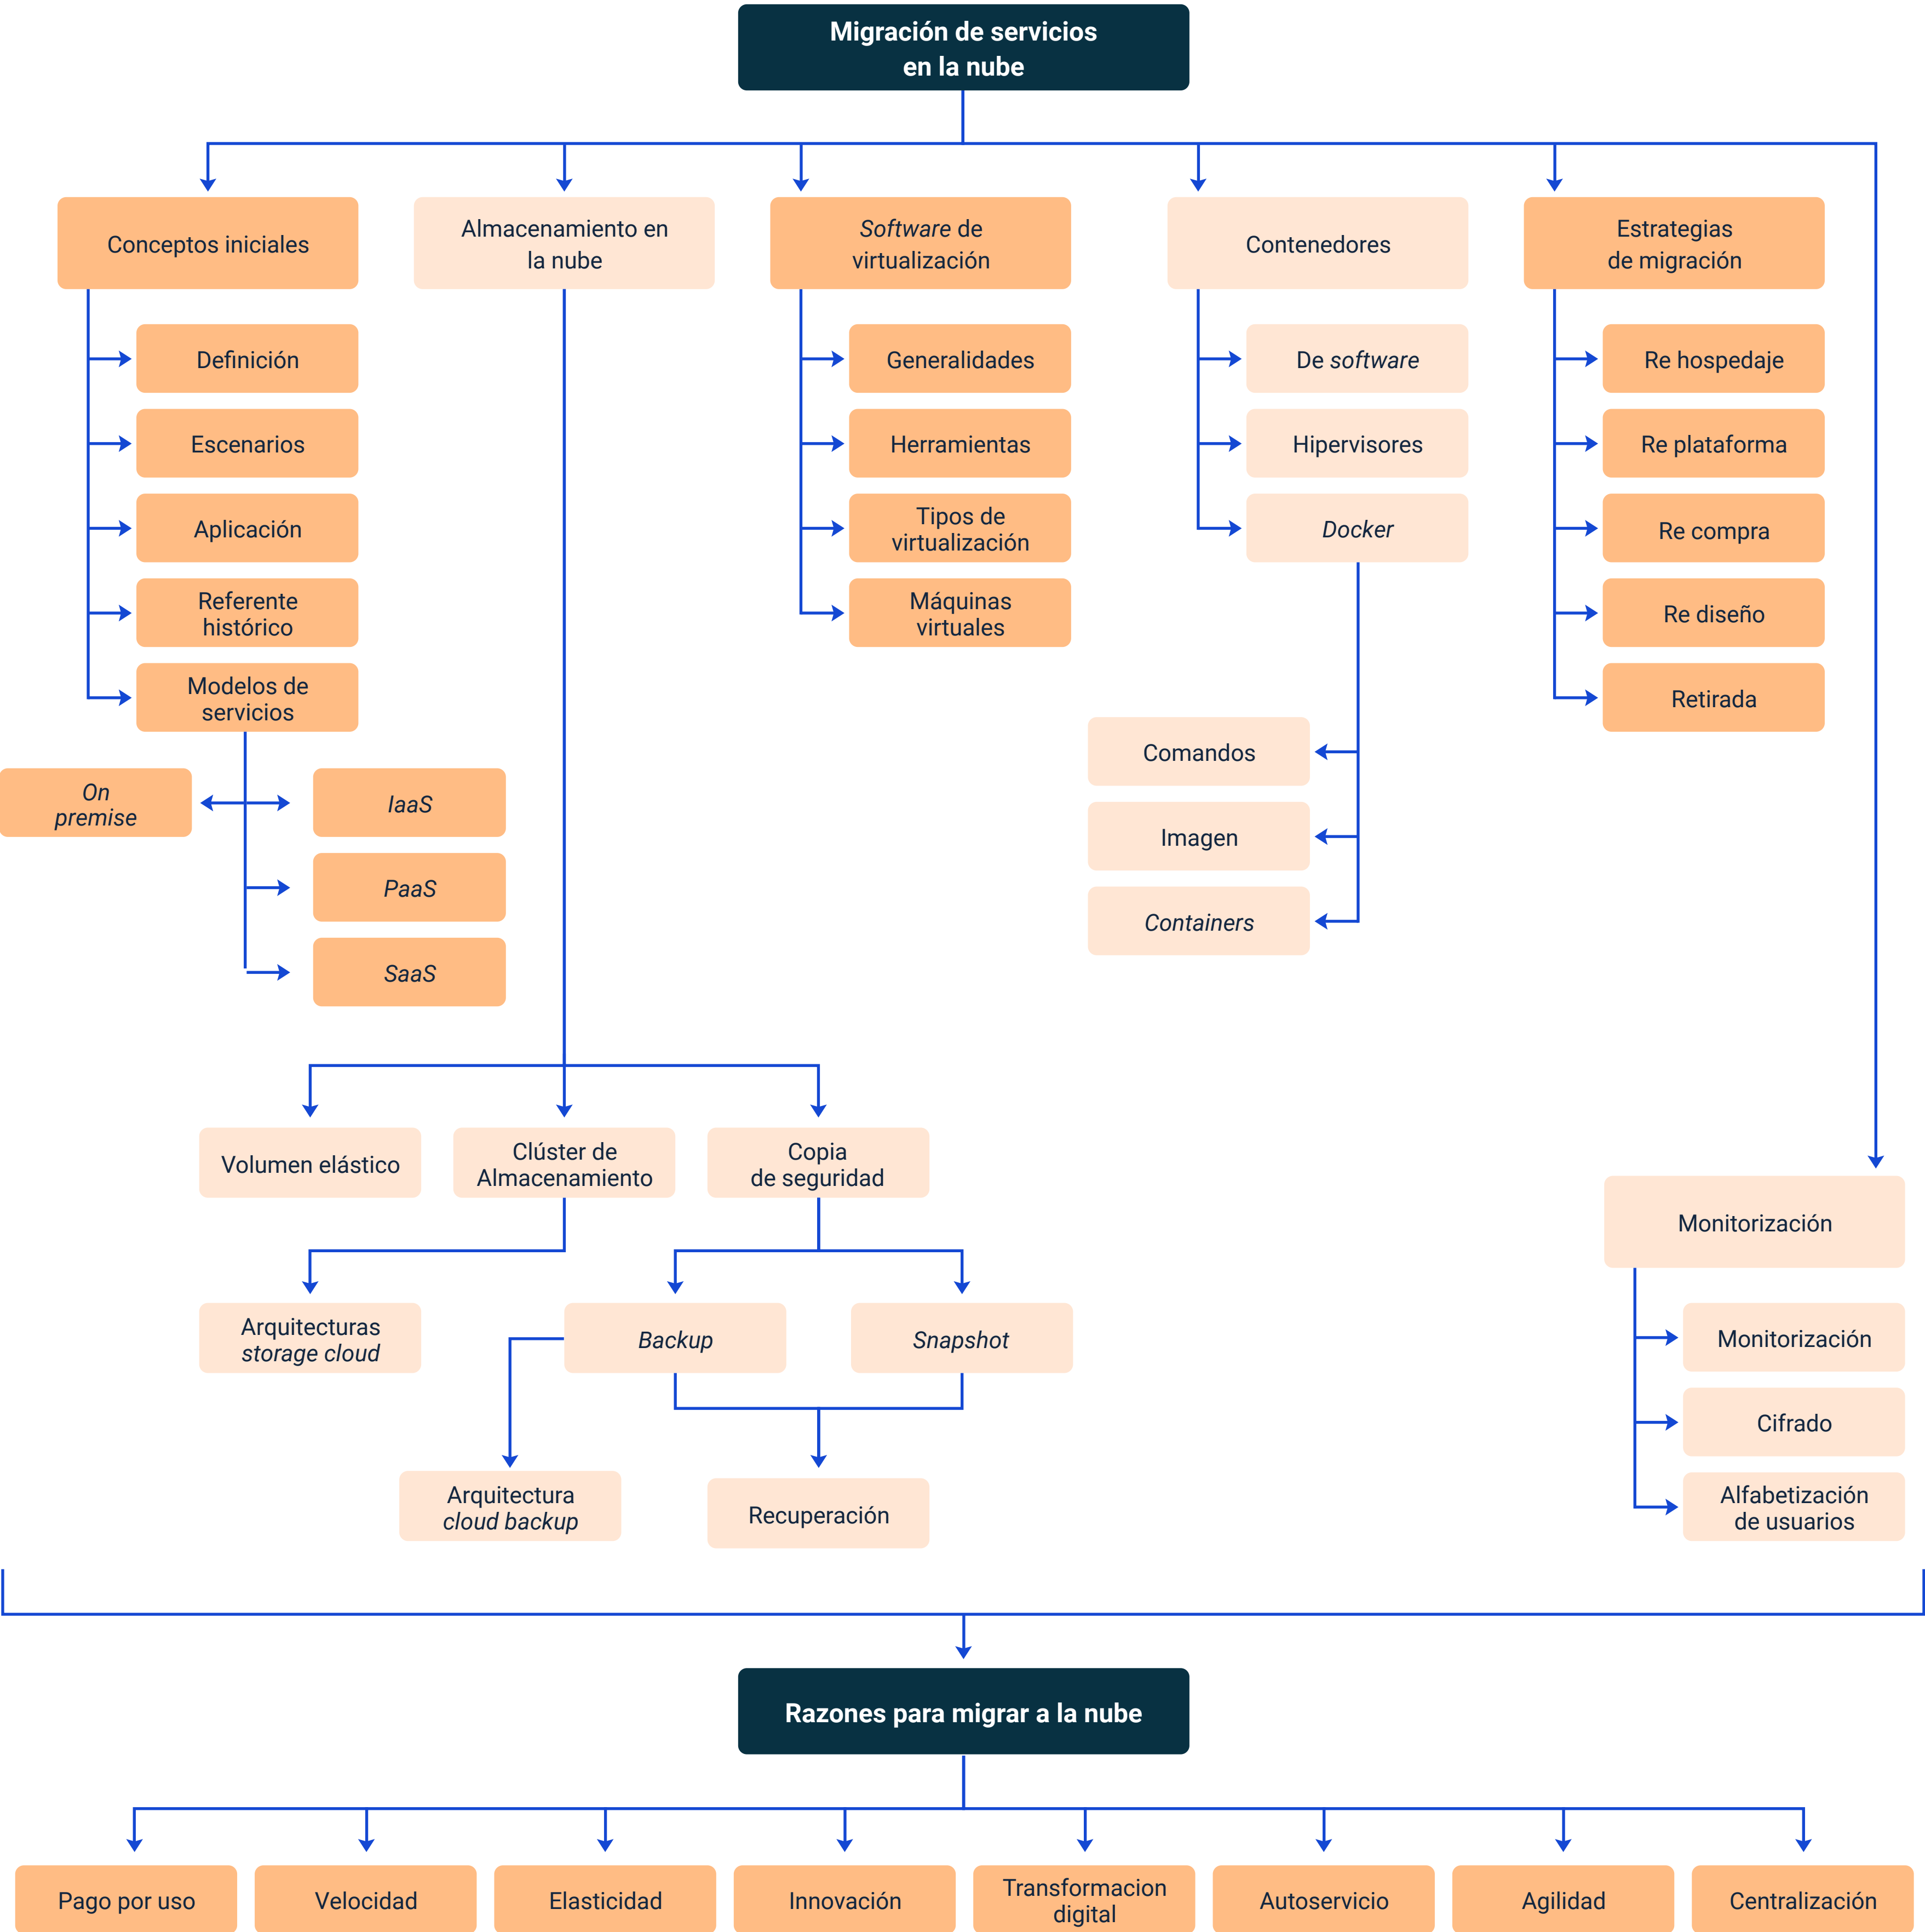 Migración de servicios
en la nube
Conceptos iniciales
Definición
Escenarios
Aplicación
Referente
histórico
Modelos de
servicios
On
premise
IaaS
PaaS
SaaS
Almacenamiento en
la nube
Volumen elástico
Clúster de
Almacenamiento
Copia
de seguridad
Arquitecturas
storage cloud
Backup
Snapshot
Arquitectura
cloud backup
Recuperación
Software de
virtualización
Generalidades
Herramientas
Tipos de
virtualización
Máquinas
virtuales
Contenedores
De software
Hipervisores
Docker
Comandos
Imagen
Containers
Estrategias
de migración
Re hospedaje
Re plataforma
Re compra
Re diseño
Retirada
Monitorización
Monitorización
Cifrado
Alfabetización
de usuarios
Razones para migrar a la nube
Pago por uso
Velocidad
Elasticidad
Innovación
Transformacion
digital
Autoservicio
Agilidad
Centralización